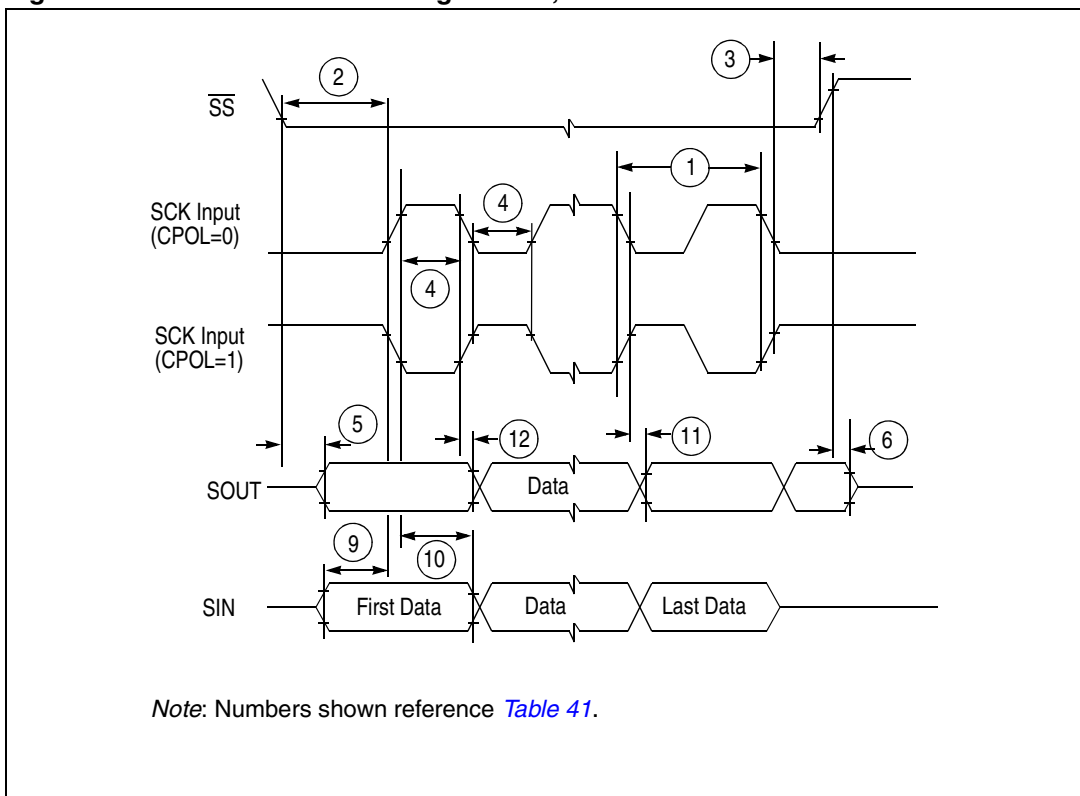 2
3
SS
1
4
SCK Input
(CPOL=0)
4
SCK Input
(CPOL=1)
5
12
11
6
SOUT
Data
9
10
SIN
First Data
Data
Last Data
Note: Numbers shown reference Table 41.